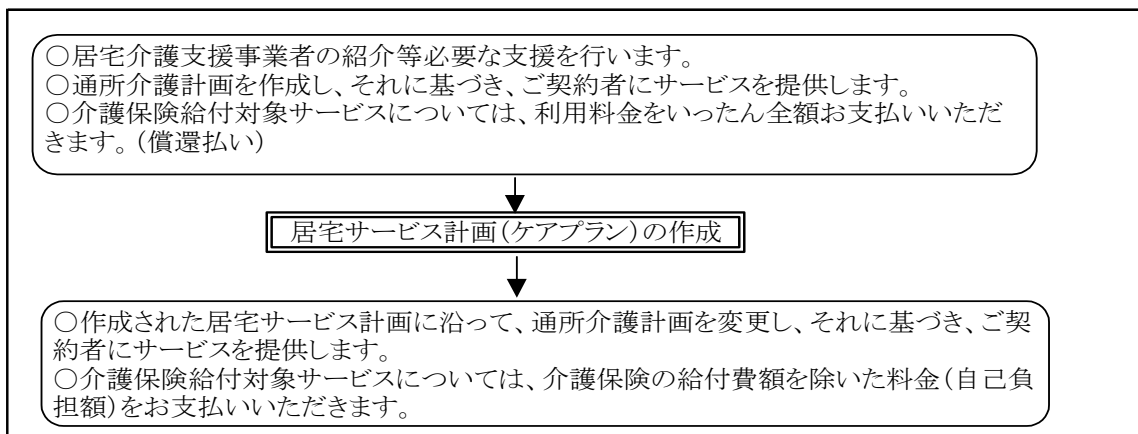 ○居宅介護支援事業者の紹介等必要な支援を行います。
○通所介護計画を作成し、それに基づき、ご契約者にサービスを提供します。
○介護保険給付対象サービスについては、利用料金をいったん全額お支払いいただ
きます。(償還払い)
居宅サービス計画(ケアプラン)の作成
○作成された居宅サービス計画に沿って、通所介護計画を変更し、それに基づき、ご契
約者にサービスを提供します。
○介護保険給付対象サービスについては、介護保険の給付費額を除いた料金(自己負
担額)をお支払いいただきます。